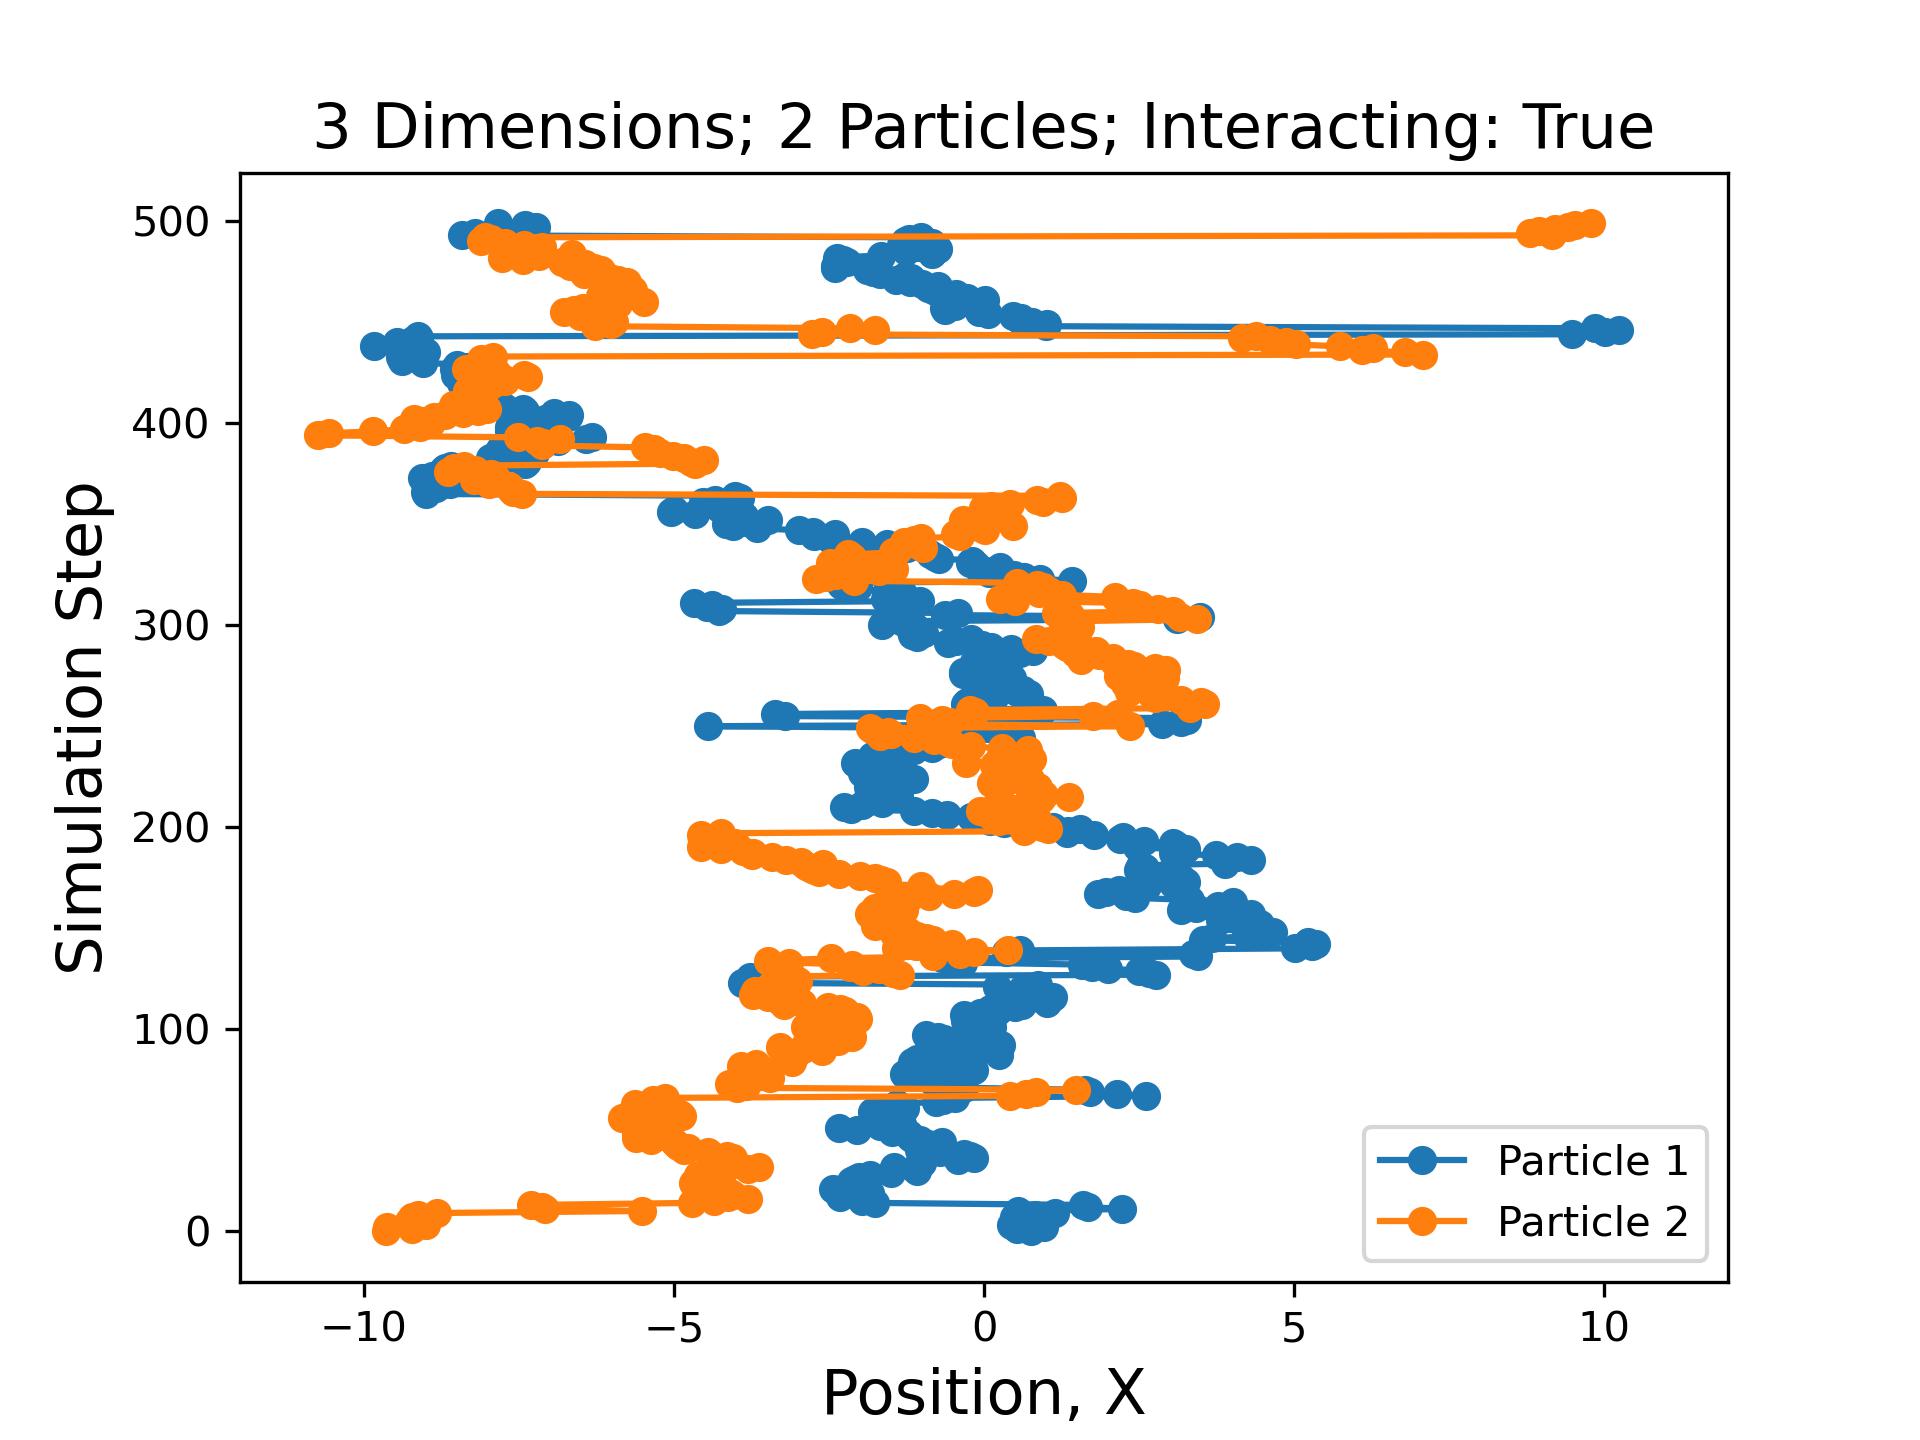 3 Dimensions; 2 Particles; Interacting: True
Simulation Step
500
400
300
200
100
0
−10
−5
0
5
10
Position, X
Particle 1
Particle 2